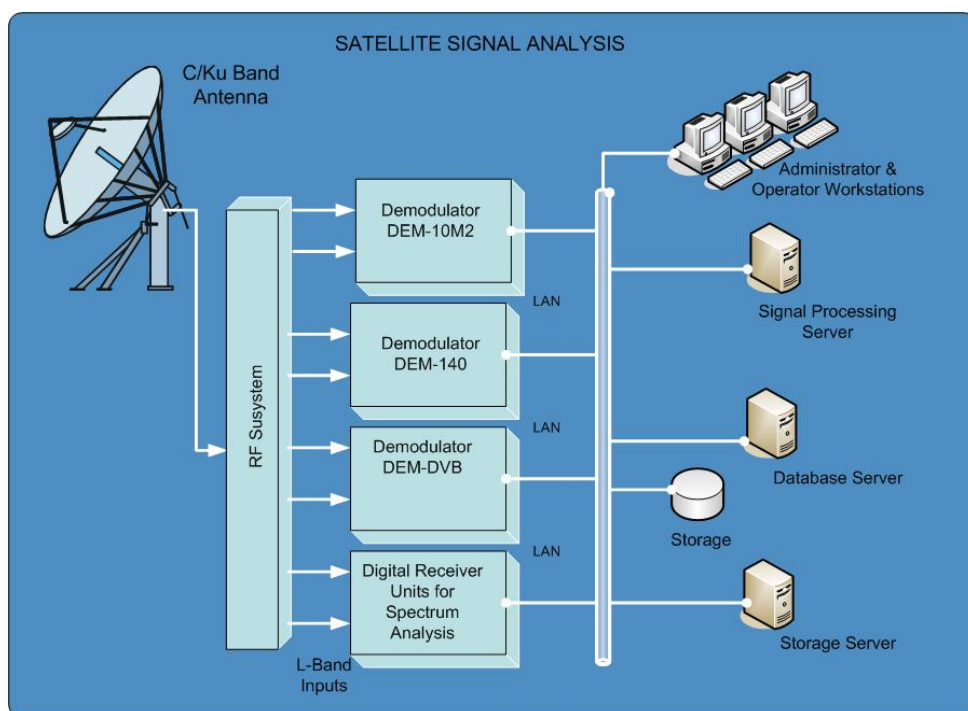 SATELLITE SIGNAL ANALYSIS
C/Ku Band
Antenna
RF Susystem
Demodulator
DEM-10M2
LAN
Demodulator
DEM-140
LAN
Demodulator
DEM-DVB
LAN
Digital Receiver
Units for
Spectrum
Analysis
L-Band
Inputs
Administrator &
Operator Workstations
Signal Processing
Server
Database Server
Storage
Storage Server